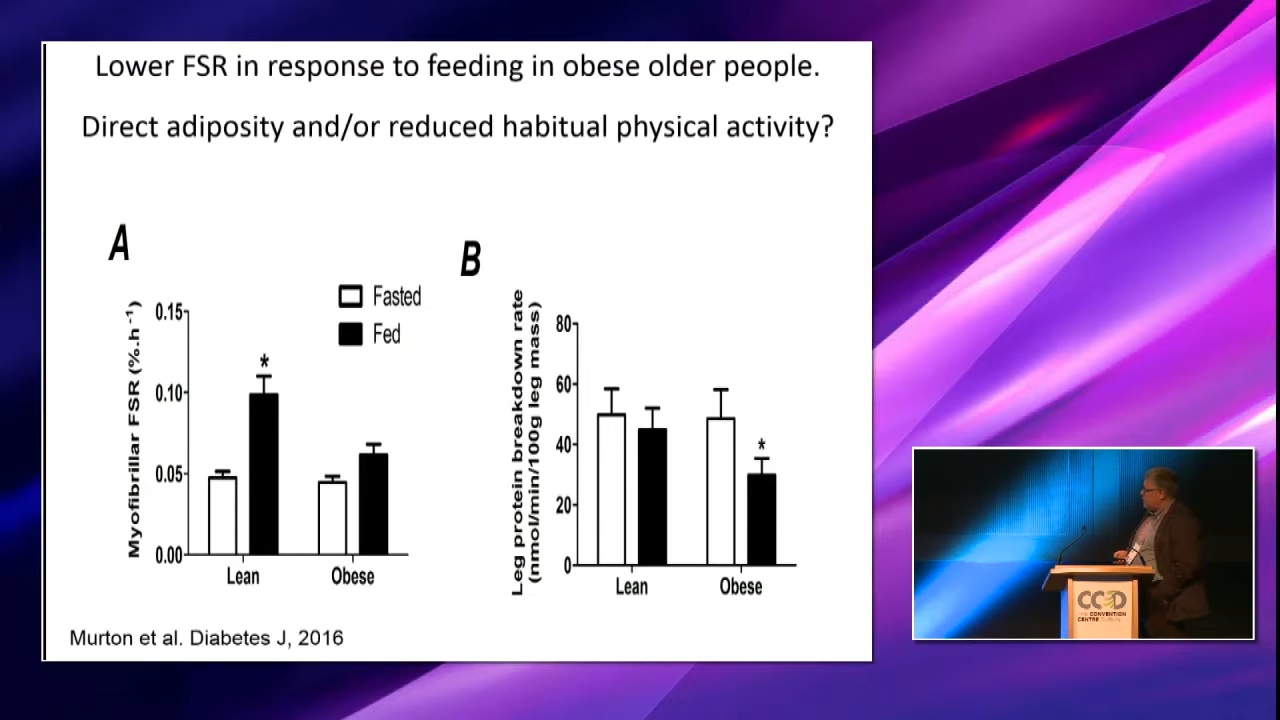 Lower FSR in response to feeding in obese older people.
Direct adiposity and/or reduced habitual physical activity?
A
Myofibrillar FSR (%.h⁻¹)
0.15
0.10
0.05
0.00
*
Fasted
Fed
Lean
Obese
B
Leg protein breakdown rate
(nmol/min/100g leg mass)
80
60
40
20
0
*
Lean
Obese
Murton et al. Diabetes J, 2016
CCD
THE CONVENTION
CENTRE DUBLIN